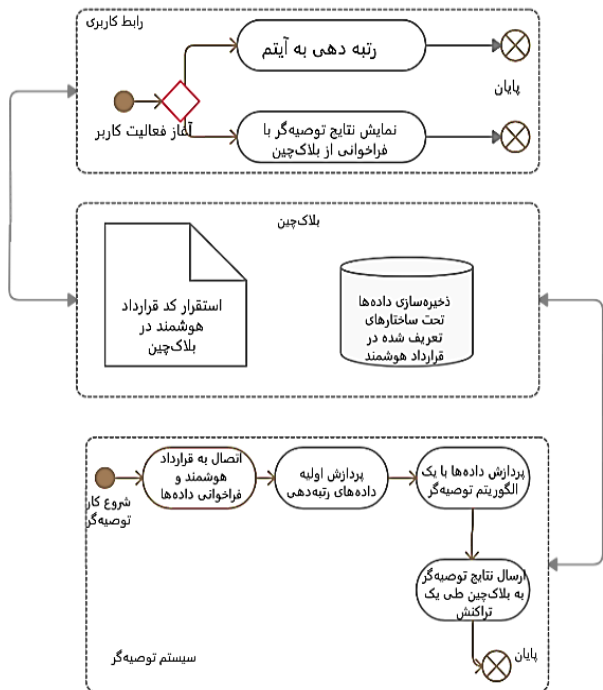 رابط کاربری
رتبه دهی به آیتم
پایان
آغاز فعالیت کاربر
نمایش نتایج توصیه‌گر با
فراخوانی از بلاک‌چین
بلاک‌چین
استقرار کد قرارداد
هوشمند در
بلاک‌چین
ذخیره‌سازی داده‌ها
تحت ساختارهای
تعریف شده در
قرارداد هوشمند
شروع کار
توصیه‌گر
اتصال به قرارداد
هوشمند و
فراخوانی داده‌ها
پردازش اولیه
داده‌های رتبه‌دهی
پردازش داده‌ها با یک
الگوریتم توصیه‌گر
ارسال نتایج توصیه‌گر
به بلاک‌چین طی یک
تراکنش
پایان
سیستم توصیه‌گر